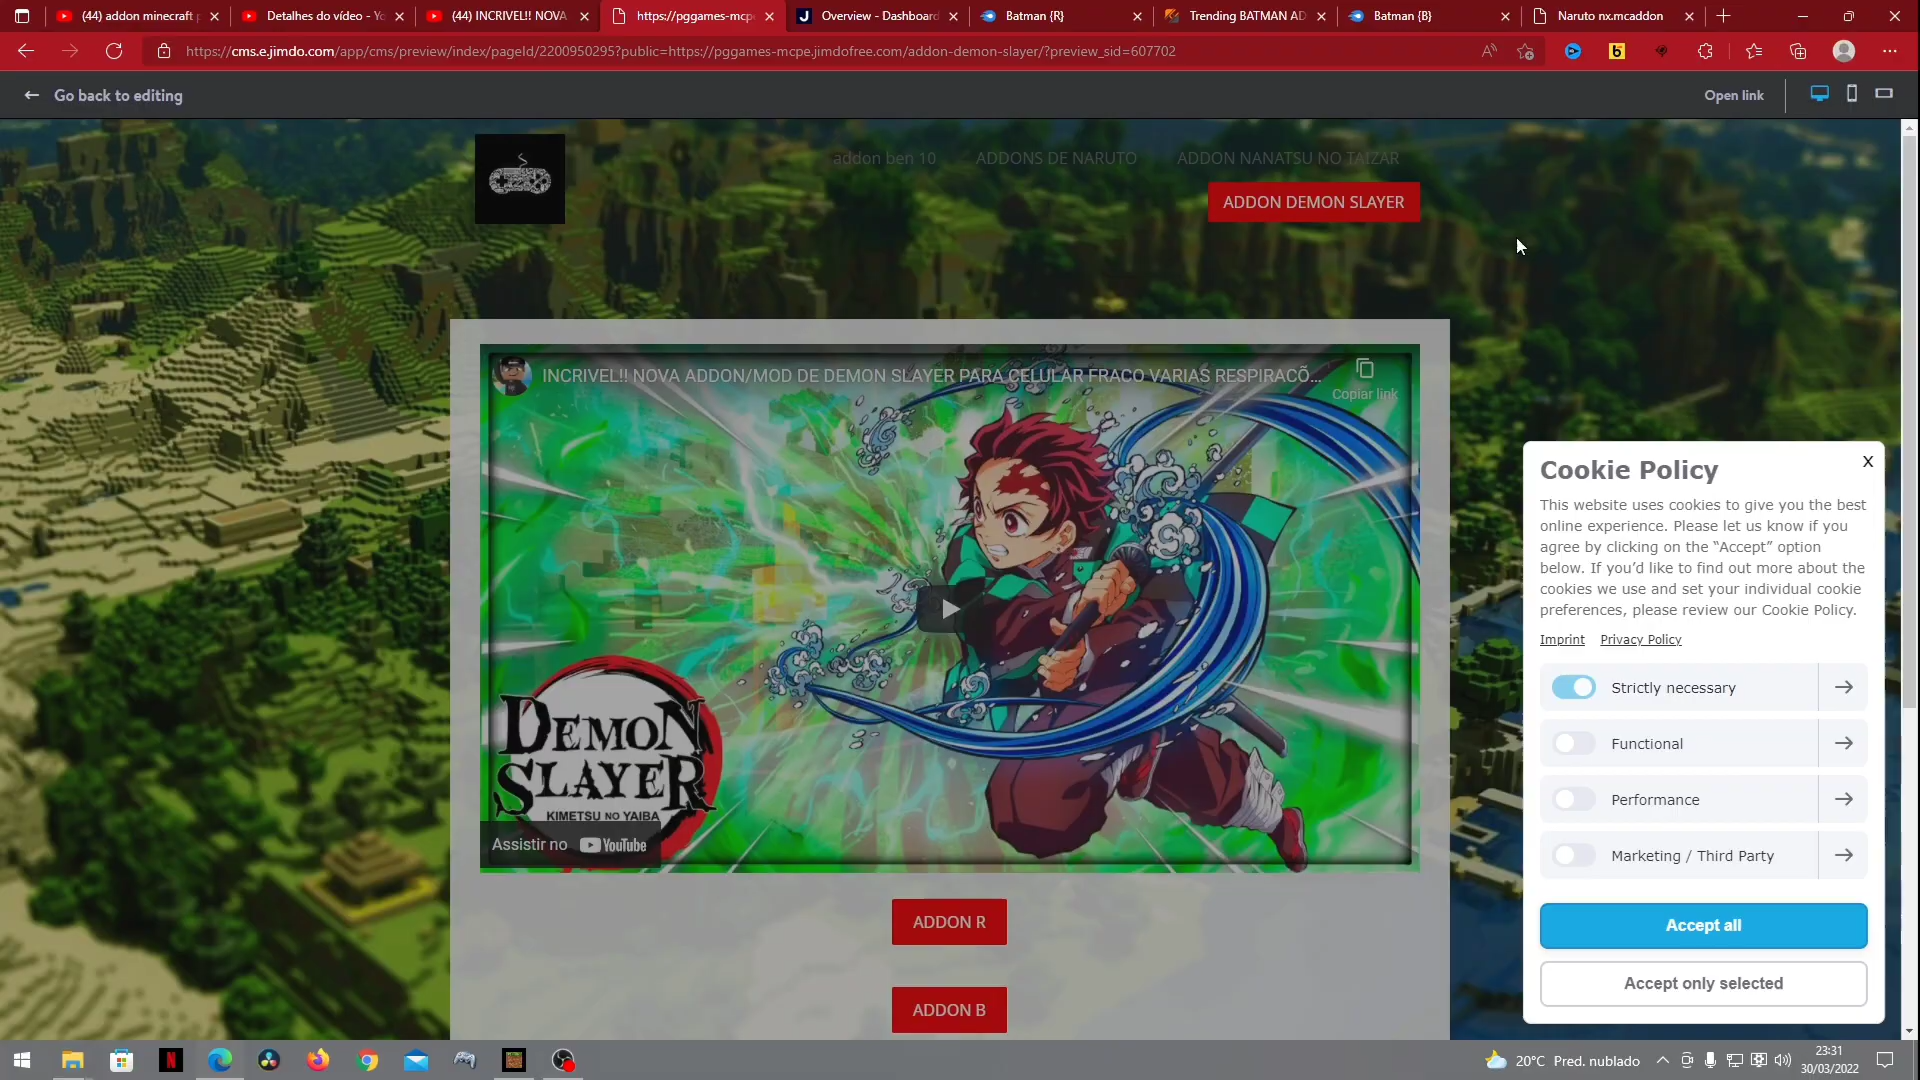 (44) addon minecraft p
Detalhes do vídeo - Yo
(44) INCRIVEL!! NOVA
https://pggames-mcp
Overview - Dashboard
Batman {R}
Trending BATMAN AD
Batman {B}
Naruto nx.mcaddon
https://cms.e.jimdo.com/app/cms/preview/index/pageId/2200950295?public=https://pggames-mcpe.jimdofree.com/addon-demon-slayer/?preview_sid=607702
Go back to editing
Open link
addon ben 10
ADDONS DE NARUTO
ADDON NANATSU NO TAIZAR
ADDON DEMON SLAYER
INCRIVEL!! NOVA ADDON/MOD DE DEMON SLAYER PARA CELULAR FRACO VARIAS RESPIRACÕ...
Copiar link
DEMON
SLAYER
KIMETSU NO YAIBA
Assistir no YouTube
ADDON R
ADDON B
Cookie Policy
X
This website uses cookies to give you the best
online experience. Please let us know if you
agree by clicking on the “Accept” option
below. If you’d like to find out more about the
cookies we use and set your individual cookie
preferences, please review our Cookie Policy.
Imprint Privacy Policy
Strictly necessary
Functional
Performance
Marketing / Third Party
Accept all
Accept only selected
20°C Pred. nublado
23:31
30/03/2022